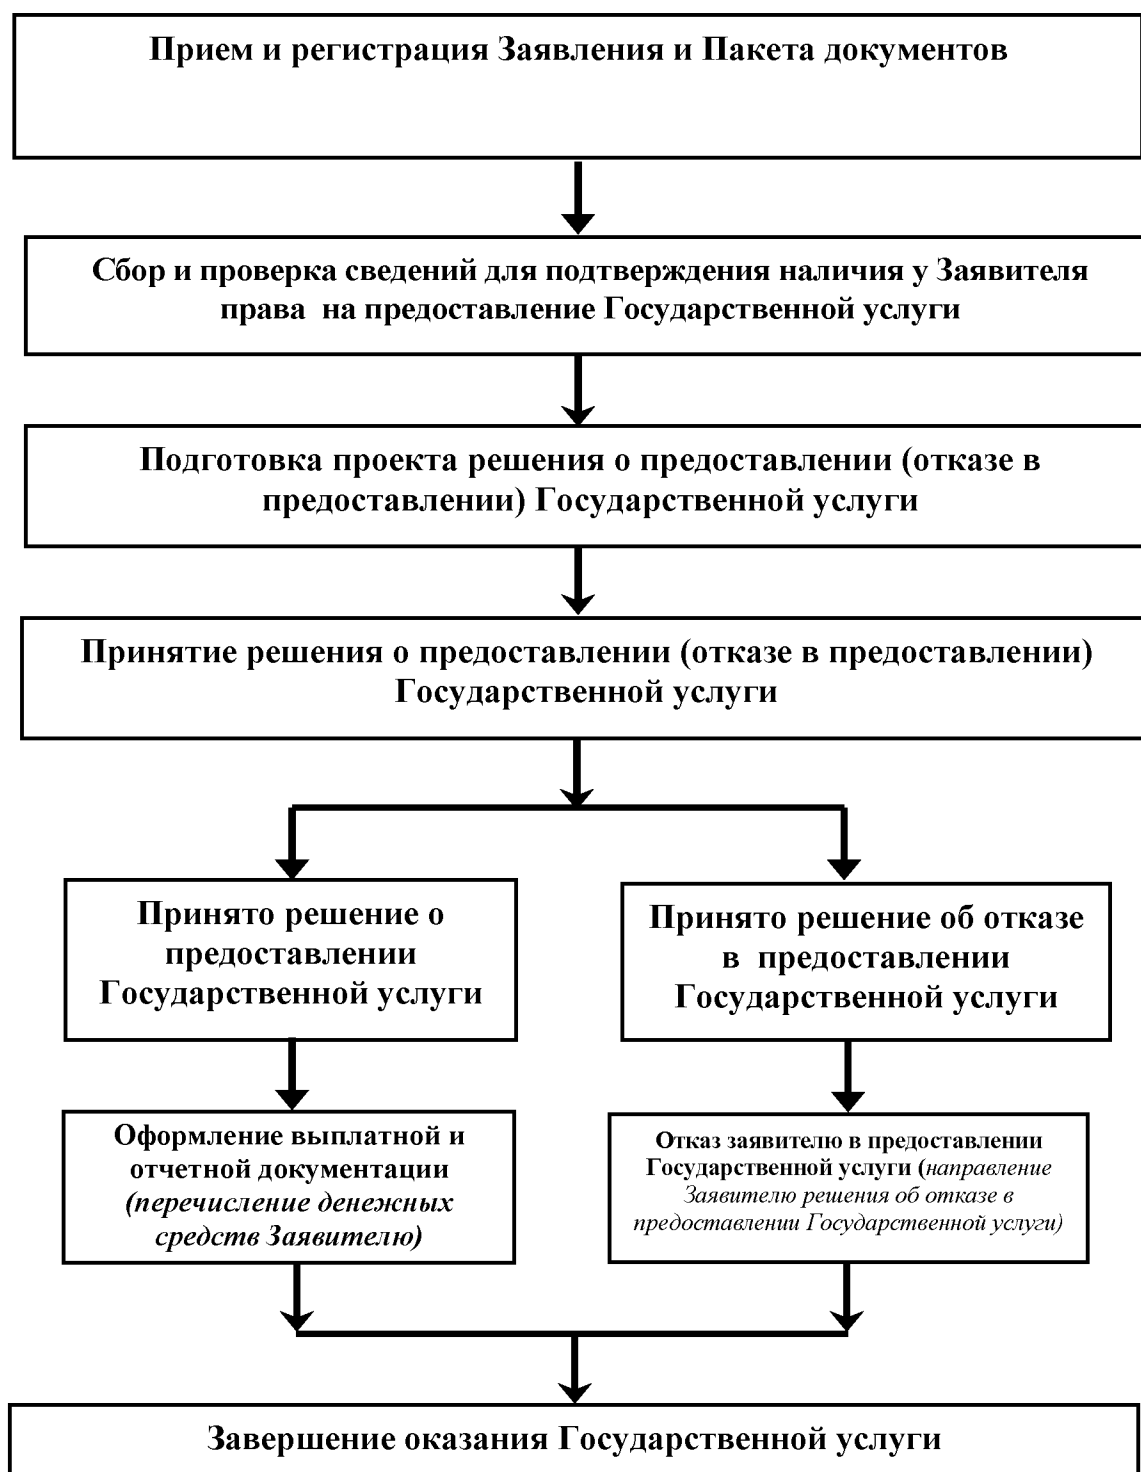 Прием и регистрация Заявления и Пакета документов
Сбор и проверка сведений для подтверждения наличия у Заявителя
права на предоставление Государственной услуги
Подготовка проекта решения о предоставлении (отказе в
предоставлении) Государственной услуги
Принятие решения о предоставлении (отказе в предоставлении)
Государственной услуги
Принято решение о
предоставлении
Государственной услуги
Принято решение об отказе
в предоставлении
Государственной услуги
Оформление выплатной и
отчетной документации
(перечисление денежных
средств Заявителю)
Отказ заявителю в предоставлении
Государственной услуги (направление
Заявителю решения об отказе в
предоставлении Государственной услуги)
Завершение оказания Государственной услуги